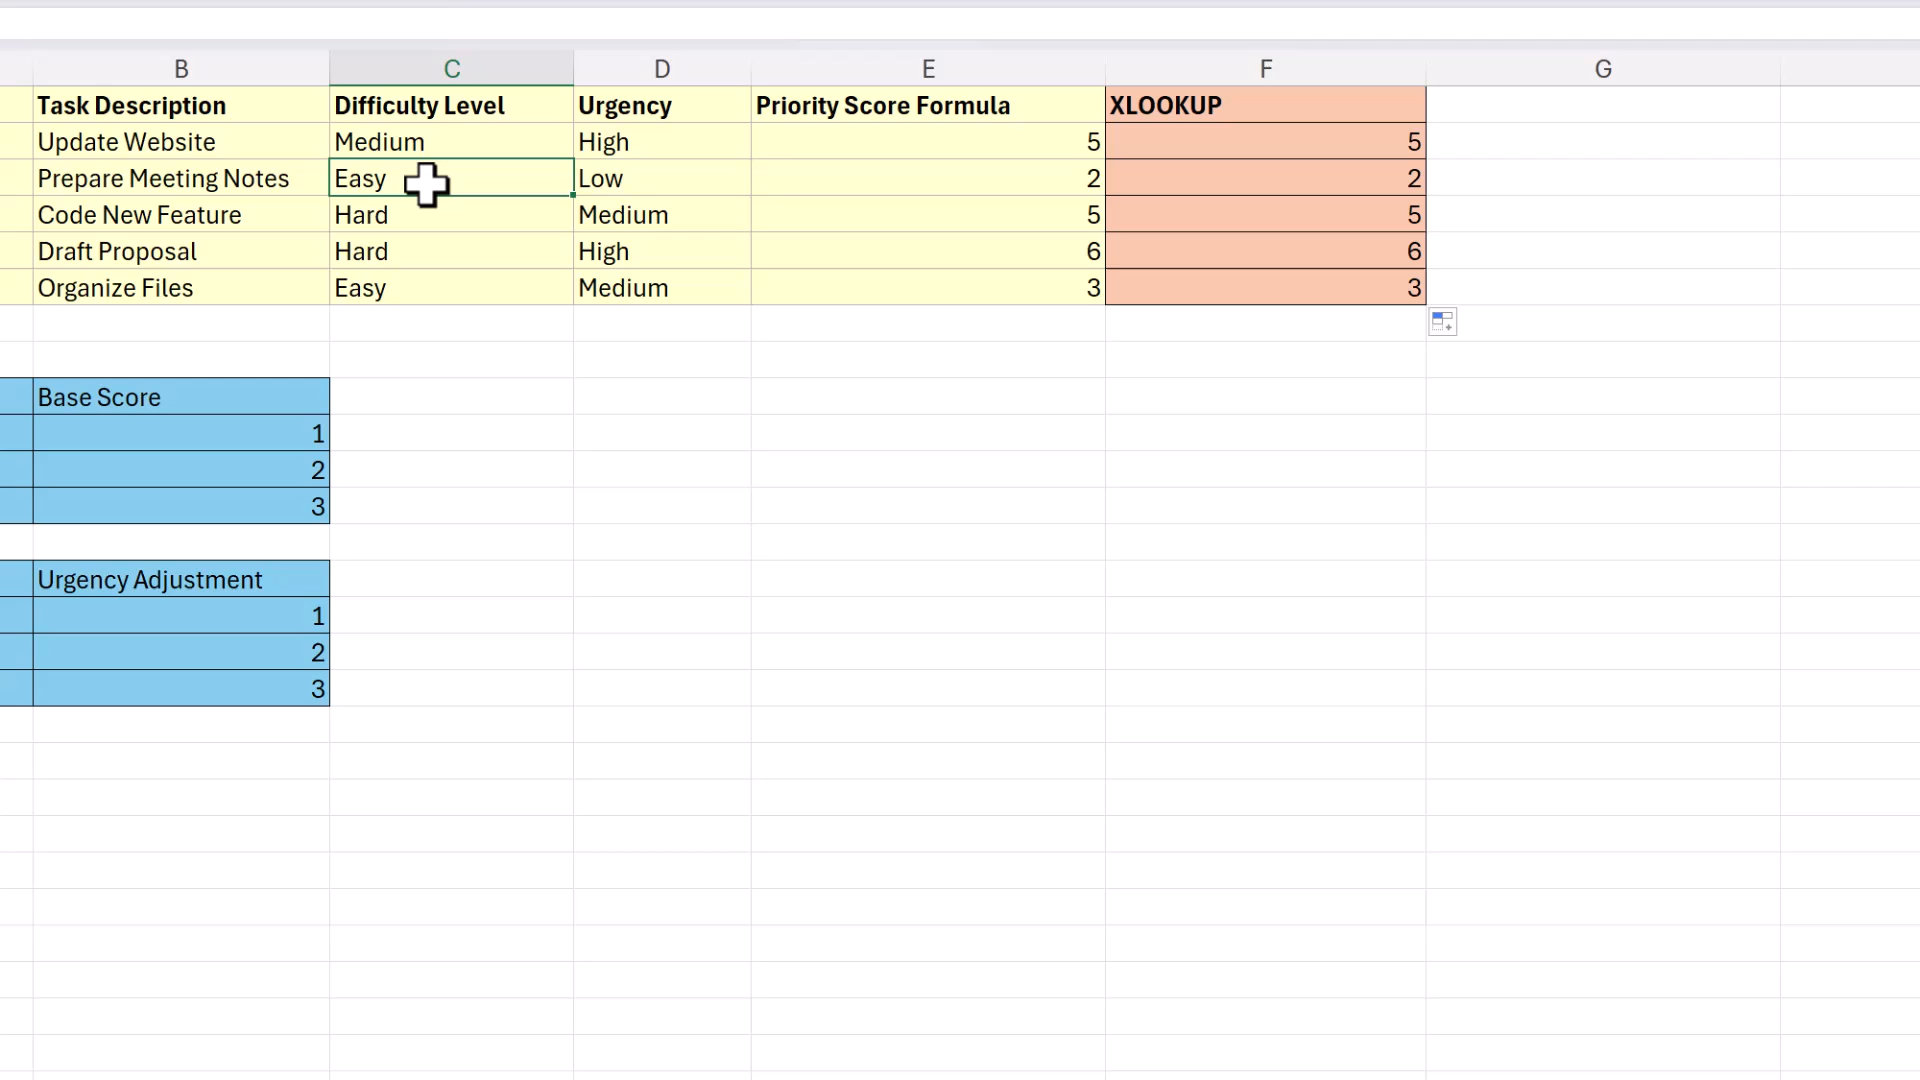 B C D E F G
Task Description Difficulty Level Urgency Priority Score Formula XLOOKUP
Update Website Medium High 5 5
Prepare Meeting Notes Easy Low 2 2
Code New Feature Hard Medium 5 5
Draft Proposal Hard High 6 6
Organize Files Easy Medium 3 3
Base Score
1
2
3
Urgency Adjustment
1
2
3